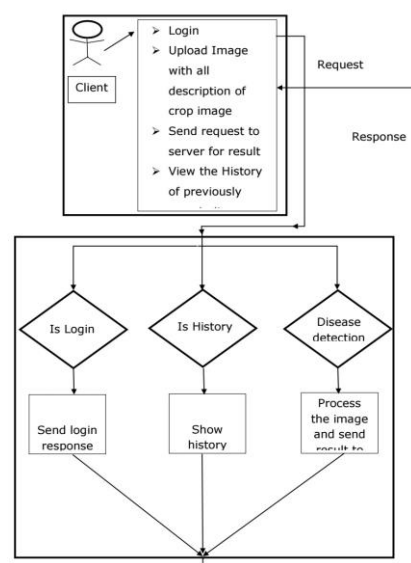 Client
➢ Login
➢ Upload Image
with all
description of
crop image
➢ Send request to
server for result
➢ View the History
of previously
Request
Response
Is Login
Is History
Disease
detection
Send login
response
Show
history
Process
the image
and send
result to